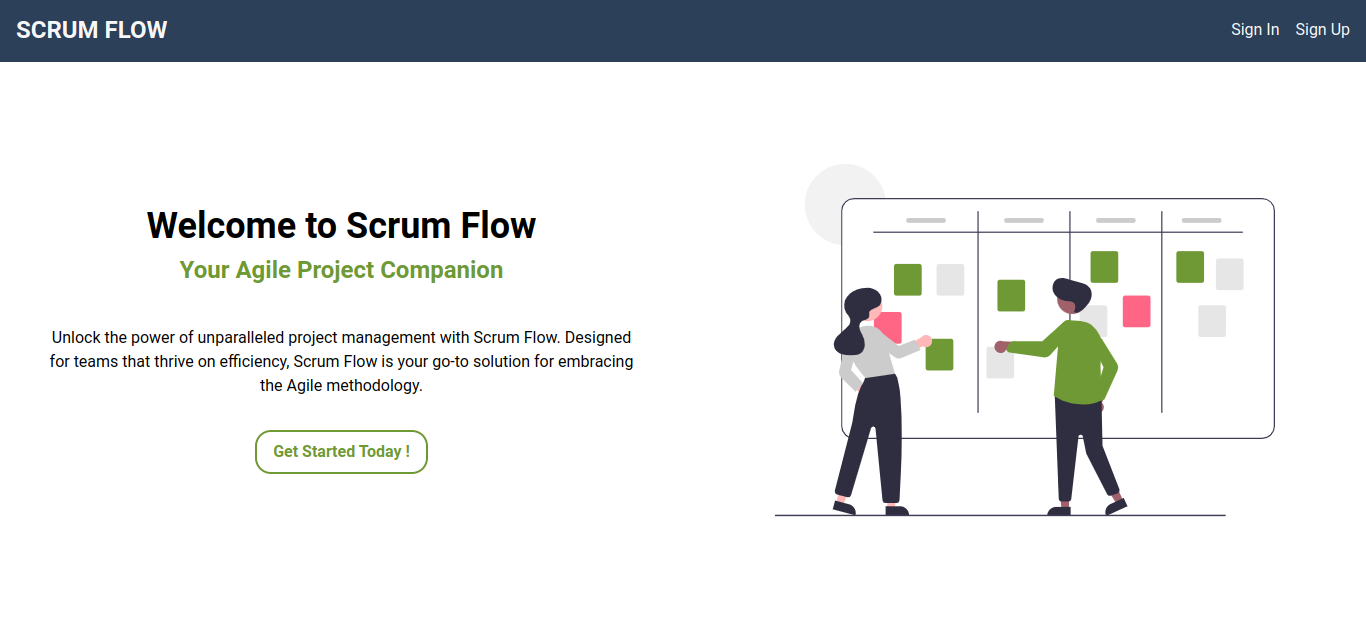 SCRUM FLOW
Sign In Sign Up
Welcome to Scrum Flow
Your Agile Project Companion
Unlock the power of unparalleled project management with Scrum Flow. Designed
for teams that thrive on efficiency, Scrum Flow is your go-to solution for embracing
the Agile methodology.
Get Started Today !